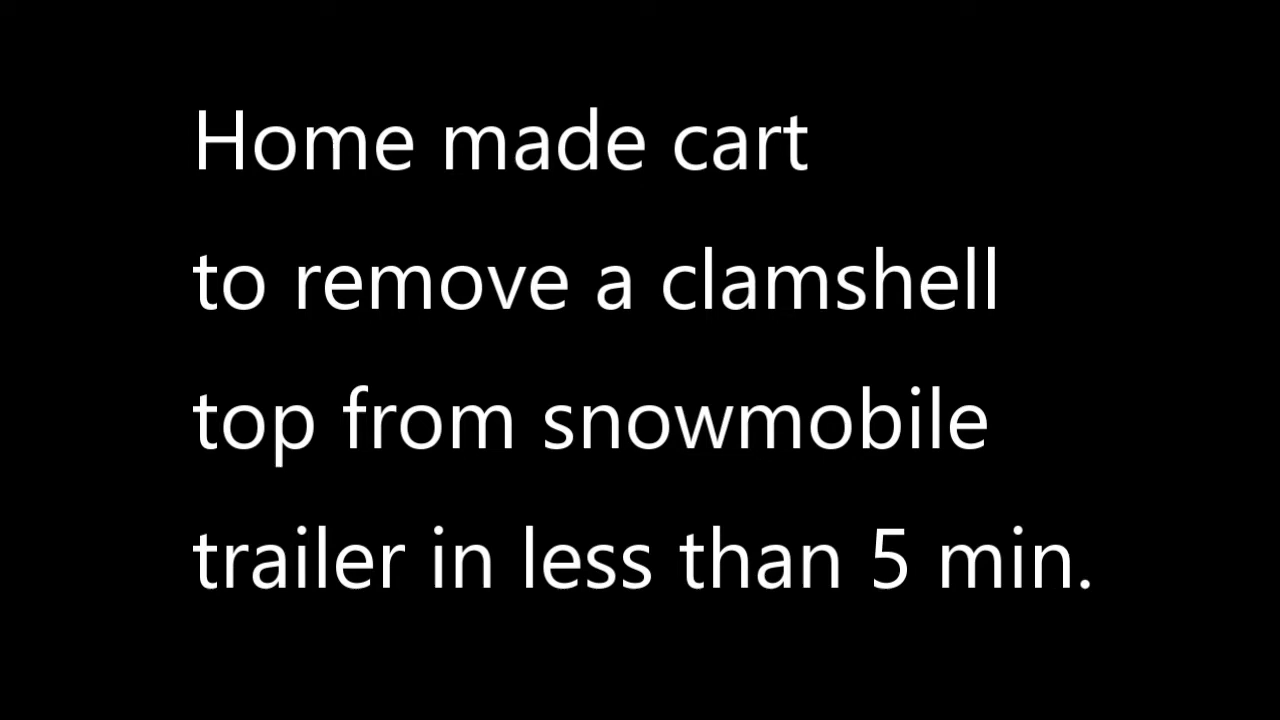 Home made cart
to remove a clamshell
top from snowmobile
trailer in less than 5 min.